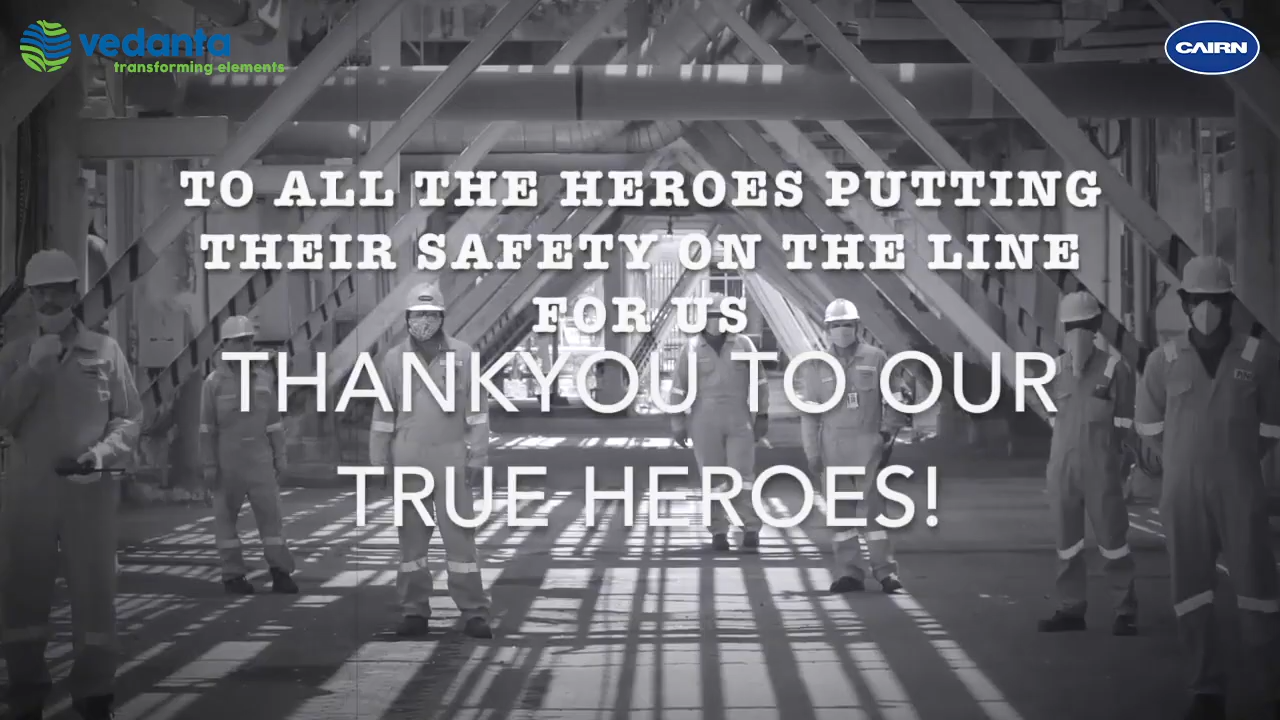 vedanta
transforming elements
CAIRN
TO ALL THE HEROES PUTTING
THEIR SAFETY ON THE LINE
FOR US
THANKYOU TO OUR
TRUE HEROES!